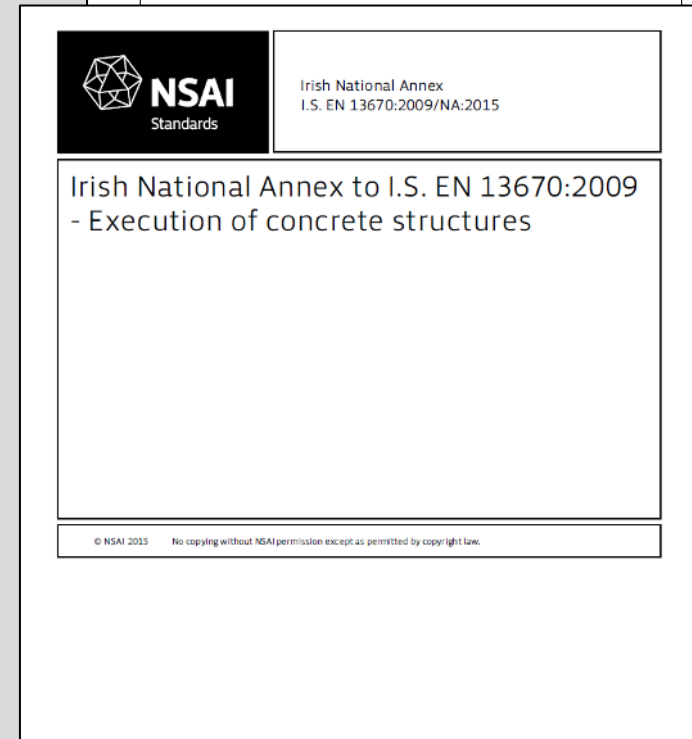 NSAI
Standards
Irish National Annex
I.S. EN 13670:2009/NA:2015
Irish National Annex to I.S. EN 13670:2009
- Execution of concrete structures
© NSAI 2015 No copying without NSAI permission except as permitted by copyright law.